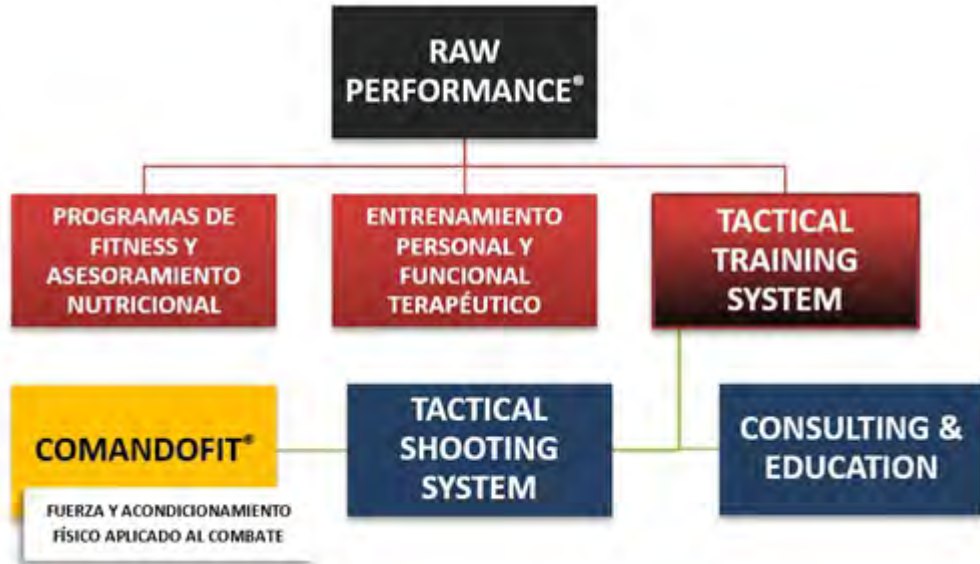 RAW
PERFORMANCE®
PROGRAMAS DE
FITNESS Y
ASESORAMIENTO
NUTRICIONAL
ENTRENAMIENTO
PERSONAL Y
FUNCIONAL
TERAPÉUTICO
TACTICAL
TRAINING
SYSTEM
COMANDOFIT®
FUERZA Y ACONDICIONAMIENTO
FÍSICO APLICADO AL COMBATE
TACTICAL
SHOOTING
SYSTEM
CONSULTING &
EDUCATION